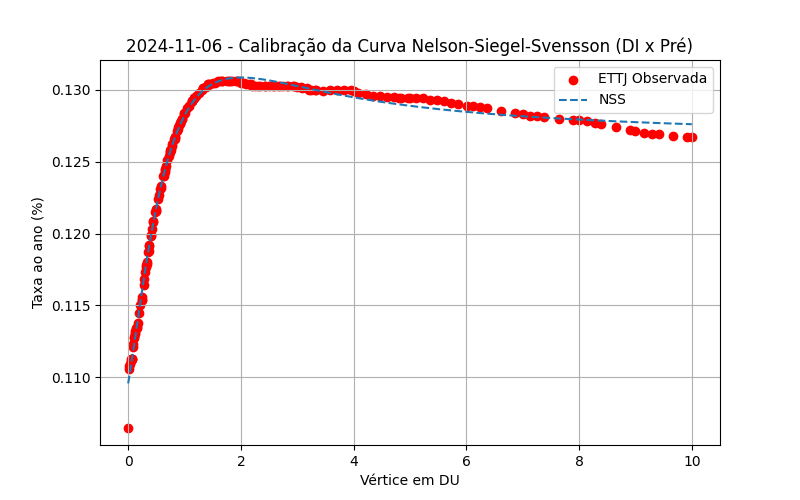 2024-11-06 - Calibração da Curva Nelson-Siegel-Svensson (DI x Pré)
ETTJ Observada
NSS
Taxa ao ano (%)
0.130
0.125
0.120
0.115
0.110
0 2 4 6 8 10
Vértice em DU